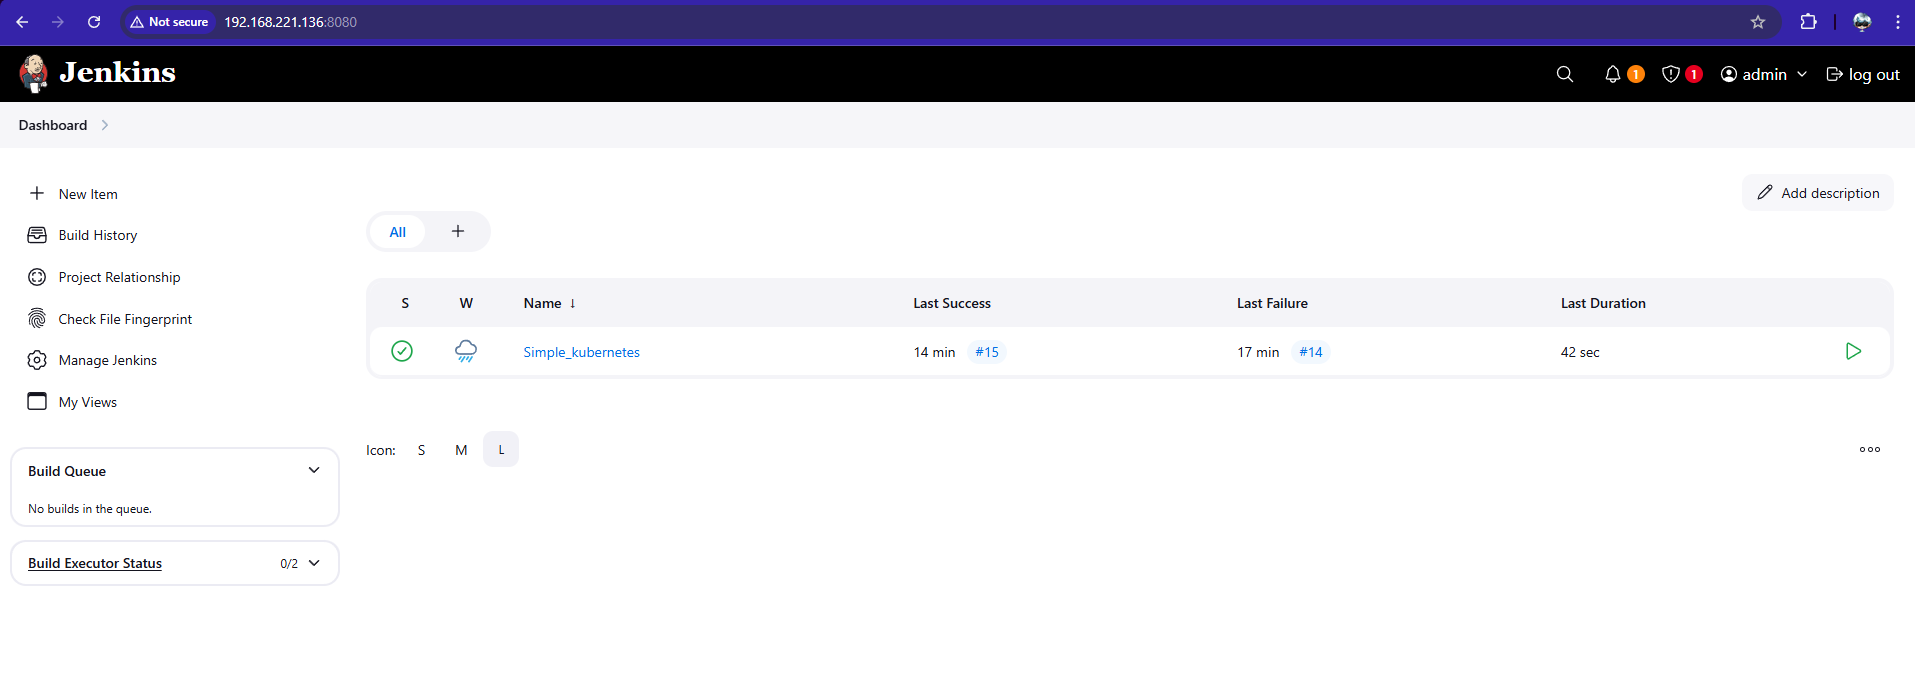 Not secure 192.168.221.136:8080
Jenkins
1 1 admin log out
Dashboard
New Item
Build History
Project Relationship
Check File Fingerprint
Manage Jenkins
My Views
Build Queue
No builds in the queue.
Build Executor Status 0/2
Add description
All +
S W Name ↓ Last Success Last Failure Last Duration
Simple_kubernetes 14 min #15 17 min #14 42 sec
Icon: S M L